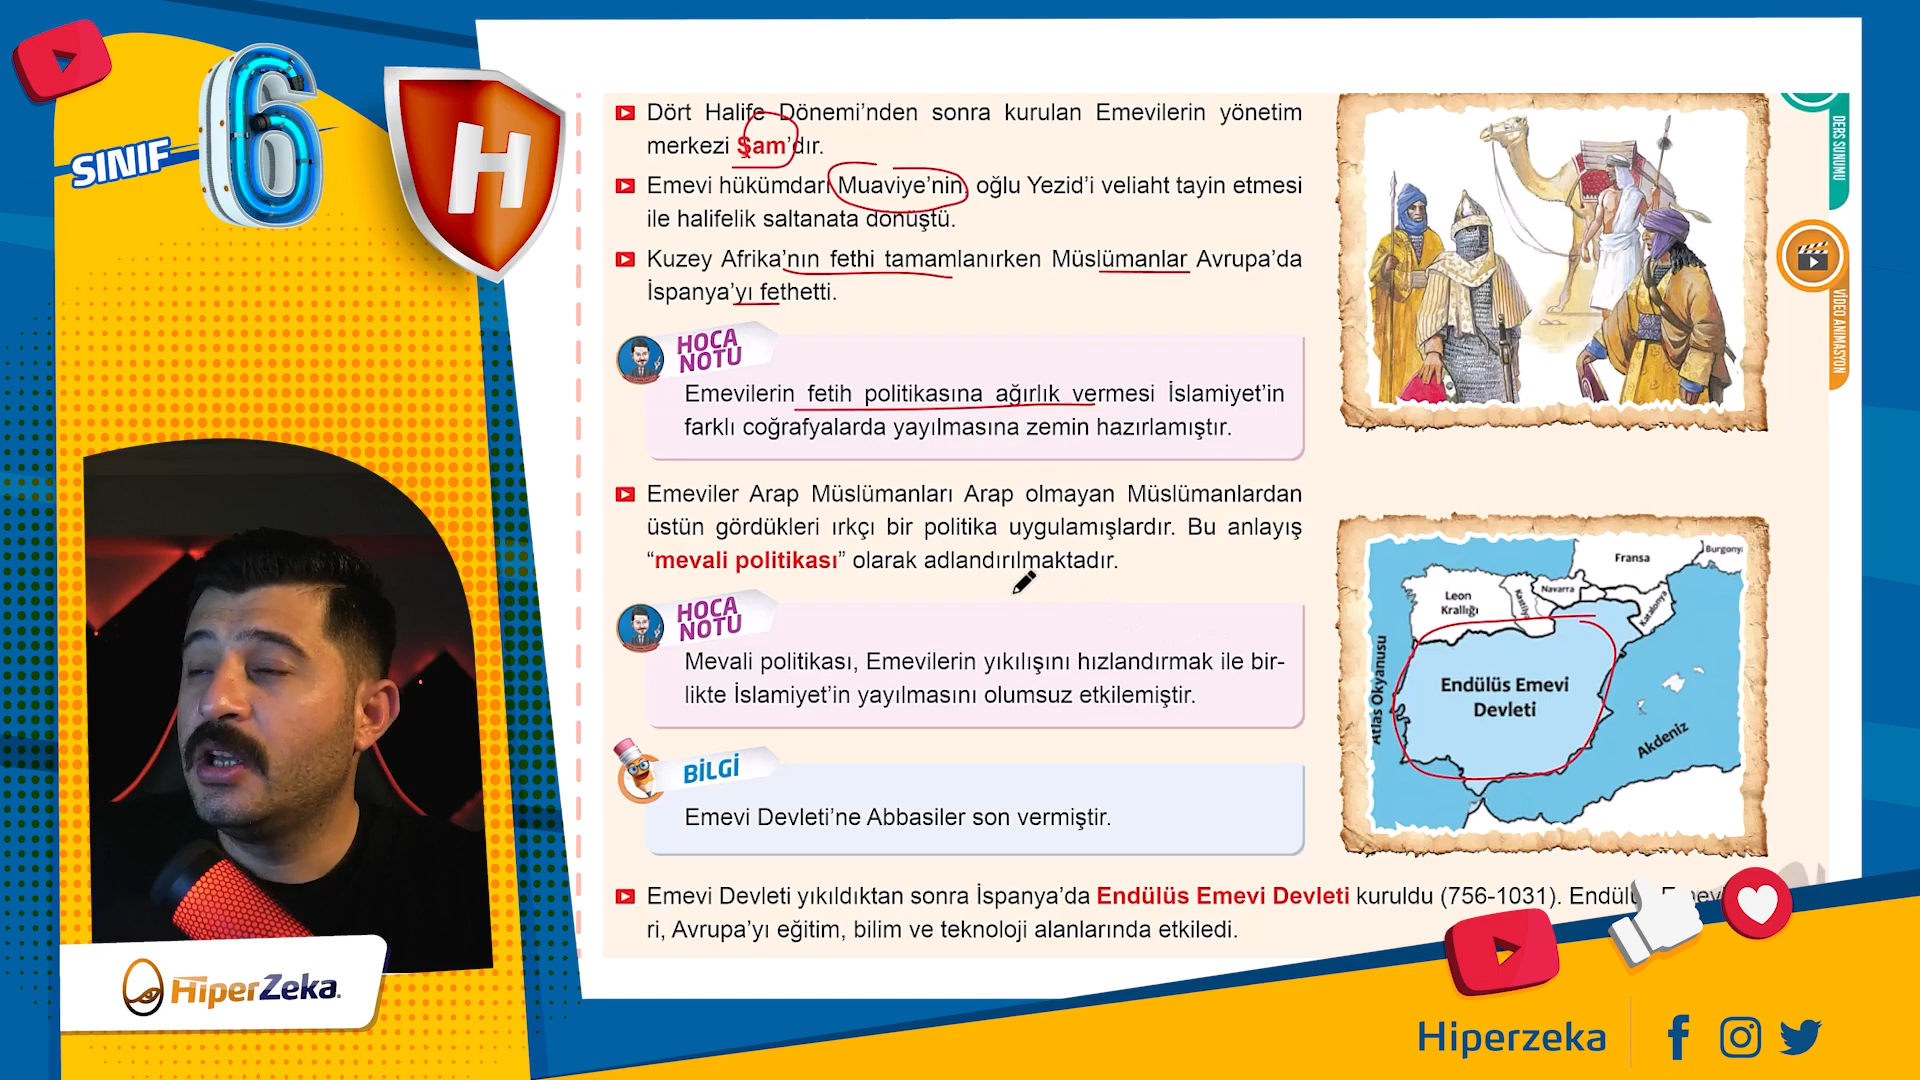 6
SINIF
H
Dört Halife Dönemi’nden sonra kurulan Emevilerin yönetim
merkezi Şam’dır.
Emevi hükümdarı Muaviye’nin, oğlu Yezid’i veliaht tayin etmesi
ile halifelik saltanata dönüştü.
Kuzey Afrika’nın fethi tamamlanırken Müslümanlar Avrupa’da
İspanya’yı fethetti.
HOCA
NOTU
Emevilerin fetih politikasına ağırlık vermesi İslamiyet’in
farklı coğrafyalarda yayılmasına zemin hazırlamıştır.
Emeviler Arap Müslümanları Arap olmayan Müslümanlardan
üstün gördükleri ırkçı bir politika uygulamışlardır. Bu anlayış
“mevali politikası” olarak adlandırılmaktadır.
HOCA
NOTU
Mevali politikası, Emevilerin yıkılışını hızlandırmak ile bir-
likte İslamiyet’in yayılmasını olumsuz etkilemiştir.
BİLGİ
Emevi Devleti’ne Abbasiler son vermiştir.
Emevi Devleti yıkıldıktan sonra İspanya’da Endülüs Emevi Devleti kuruldu (756-1031).
ri, Avrupa’yı eğitim, bilim ve teknoloji alanlarında etkiledi.
DERS SUNUMU
VİDEO ANİMASYON
Fransa
Burgony
Leon
Krallığı
Kastilya
Navarra
Katalonya
Atlas Okyanusu
Endülüs Emevi
Devleti
Akdeniz
HiperZeka.
Hiperzeka